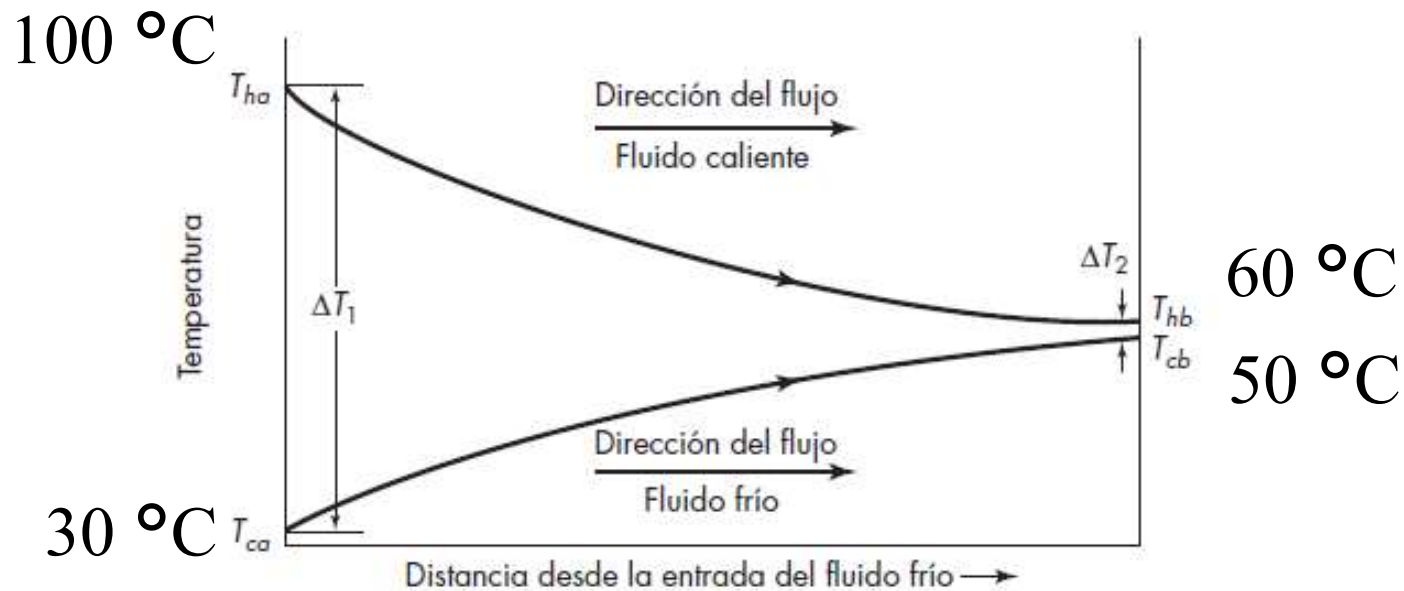 100 °C
T_ha
Dirección del flujo
Fluido caliente
Temperatura
ΔT_1
ΔT_2
60 °C
T_hb
T_cb
50 °C
Dirección del flujo
Fluido frío
30 °C
T_ca
Distancia desde la entrada del fluido frío →